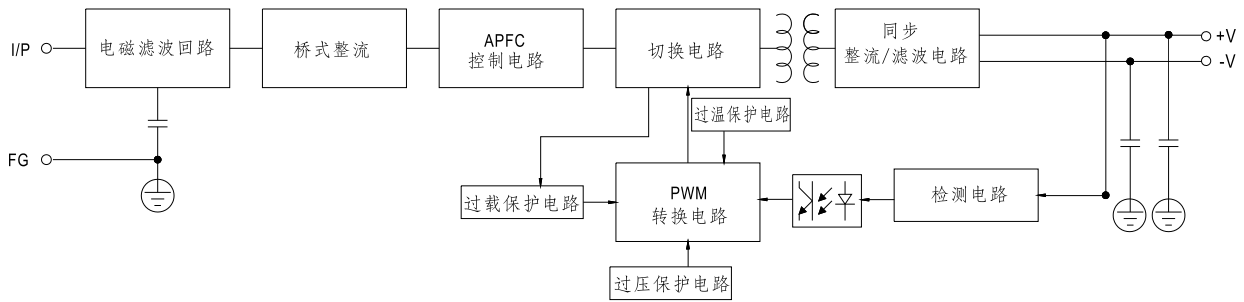 I/P
电磁滤波回路
桥式整流
APFC
控制电路
切换电路
同步
整流/滤波电路
+V
-V
过温保护电路
FG
过载保护电路
PWM
转换电路
检测电路
过压保护电路